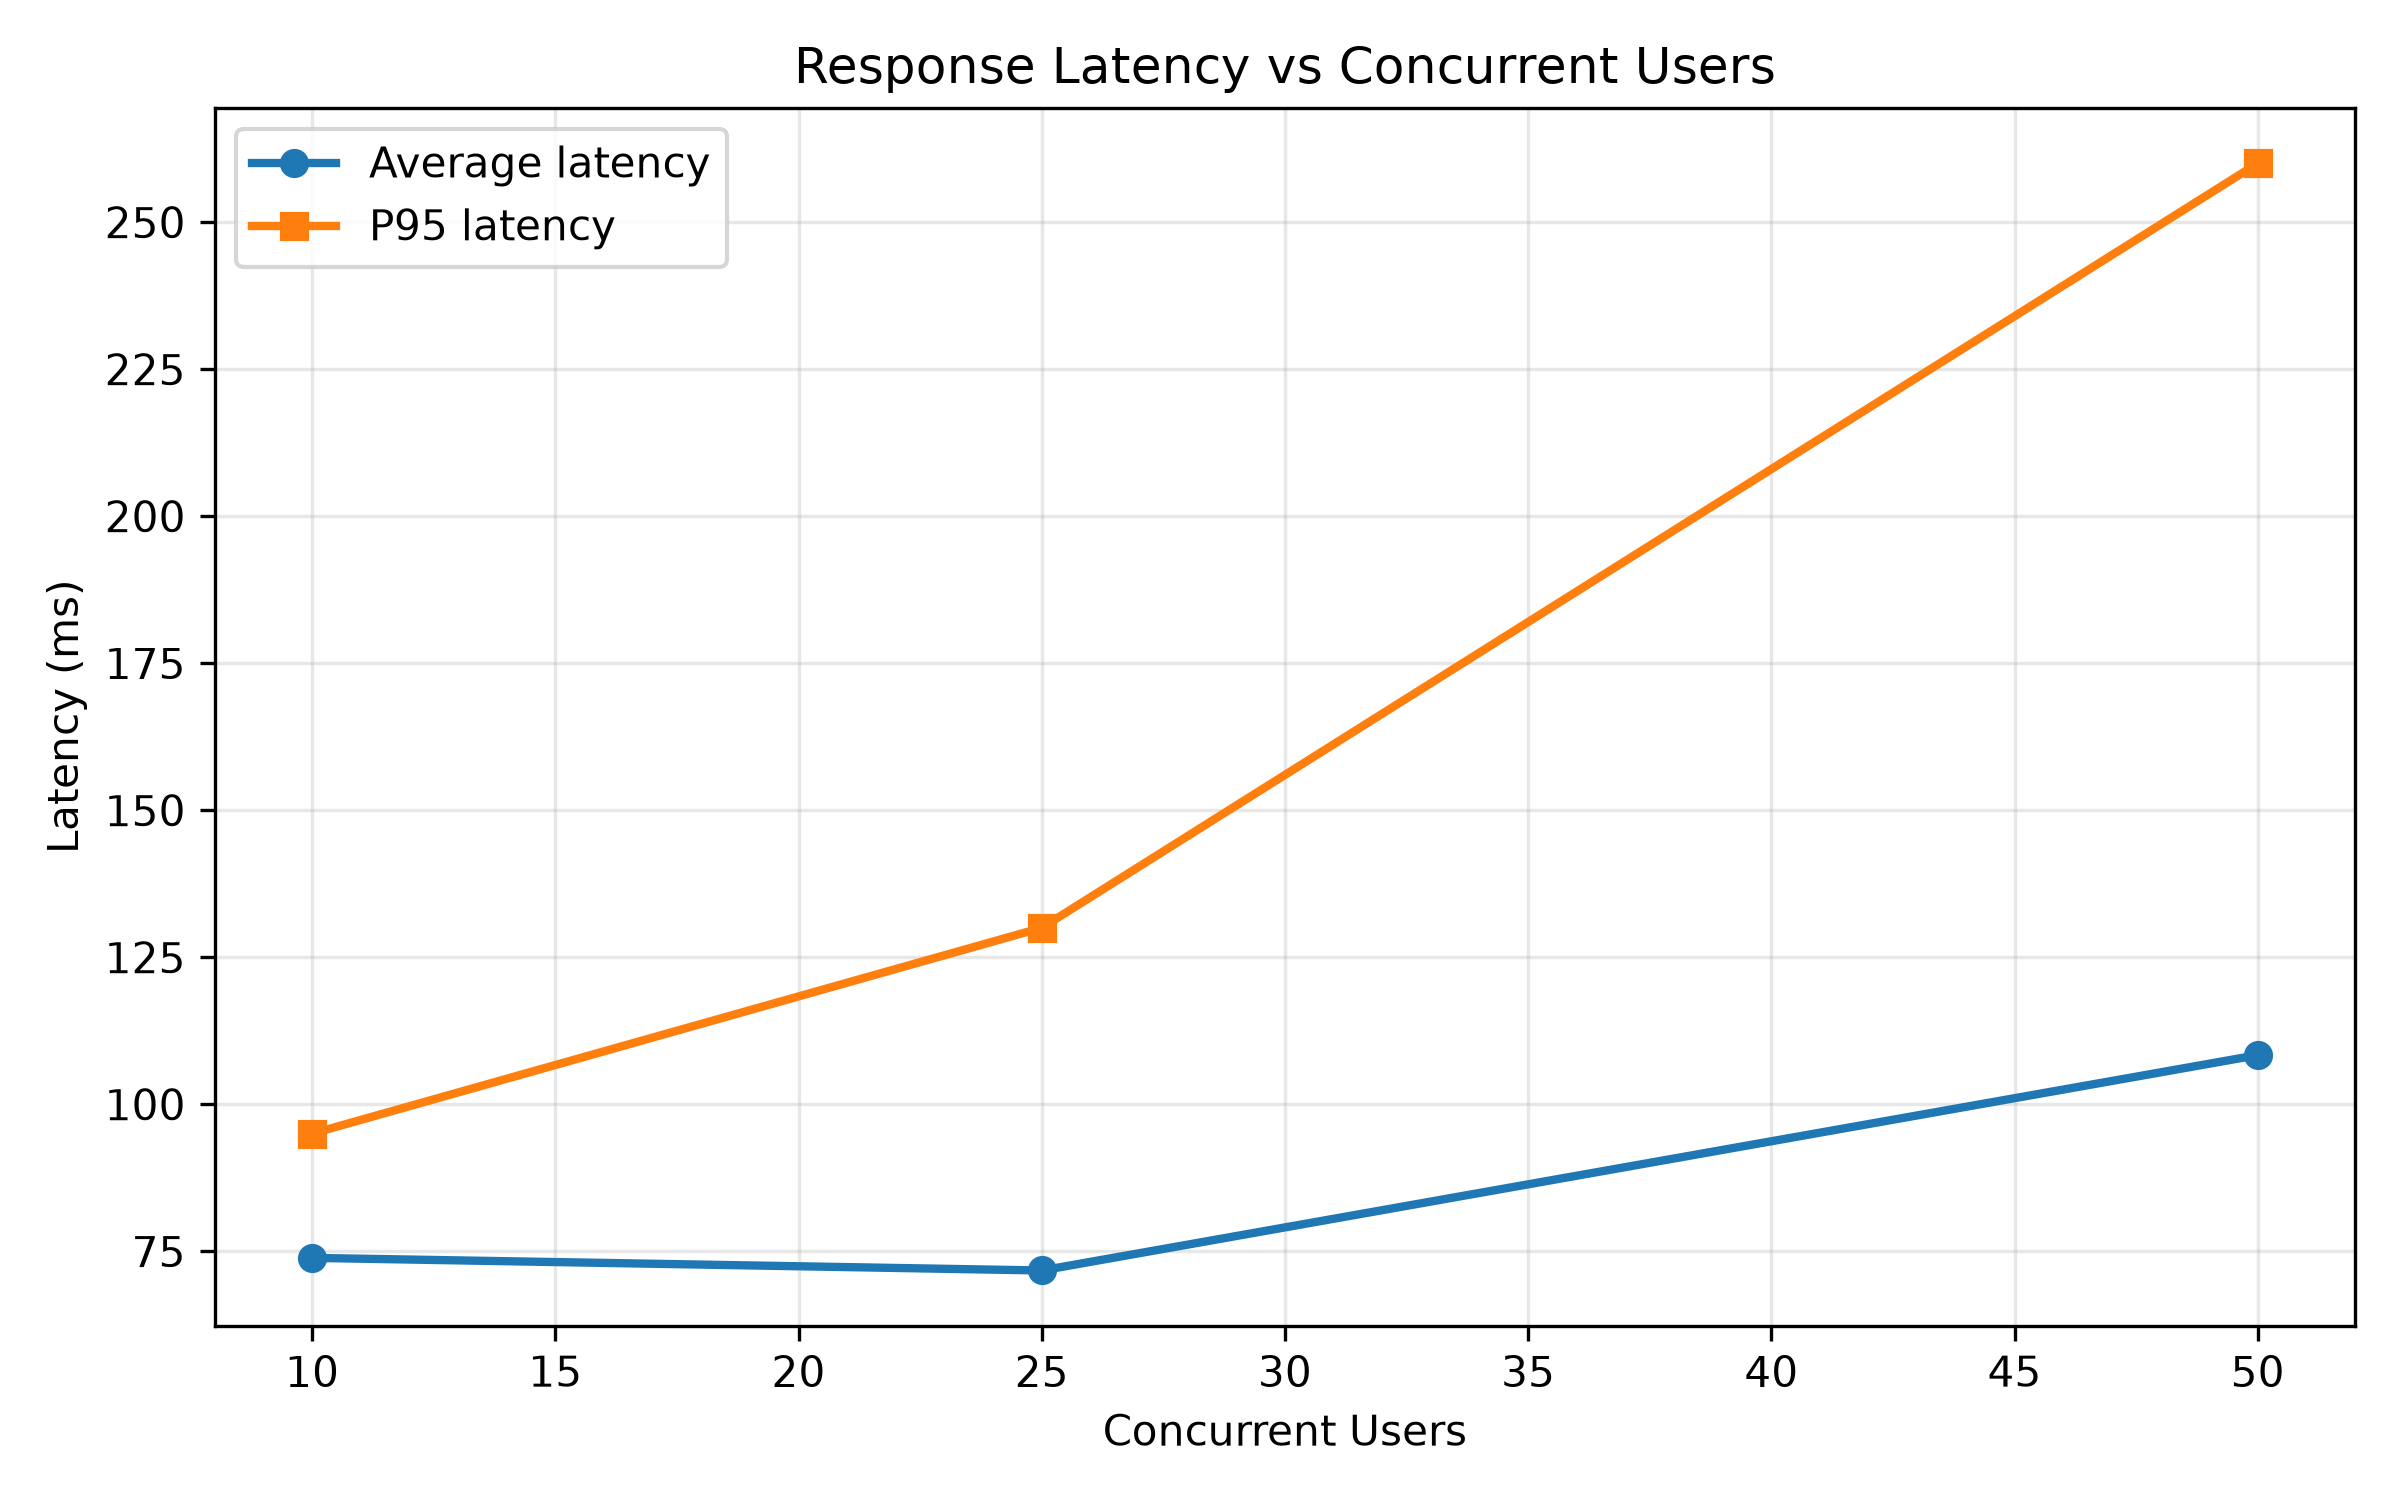 Response Latency vs Concurrent Users
Average latency
P95 latency
250
225
200
175
150
125
100
75
Latency (ms)
10 15 20 25 30 35 40 45 50
Concurrent Users